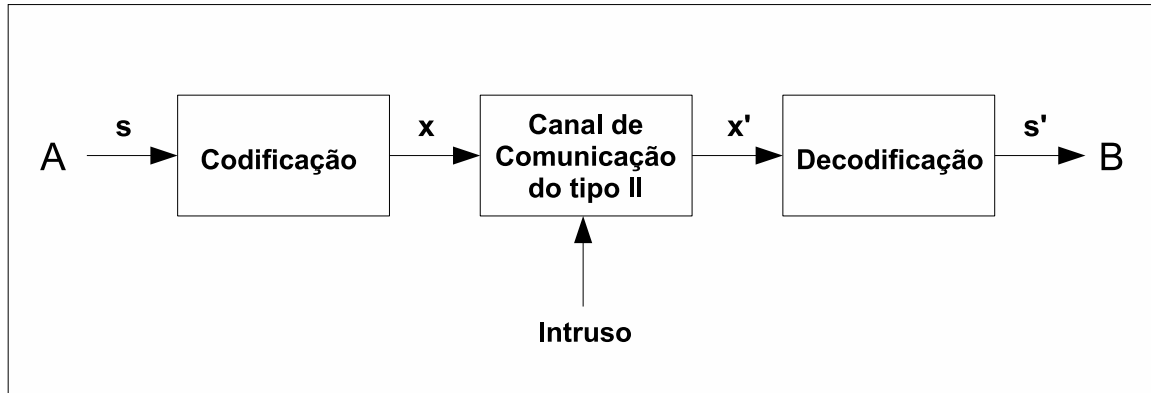 A
s
Codificação
x
Canal de
Comunicação
do tipo II
x'
Decodificação
s'
B
Intruso